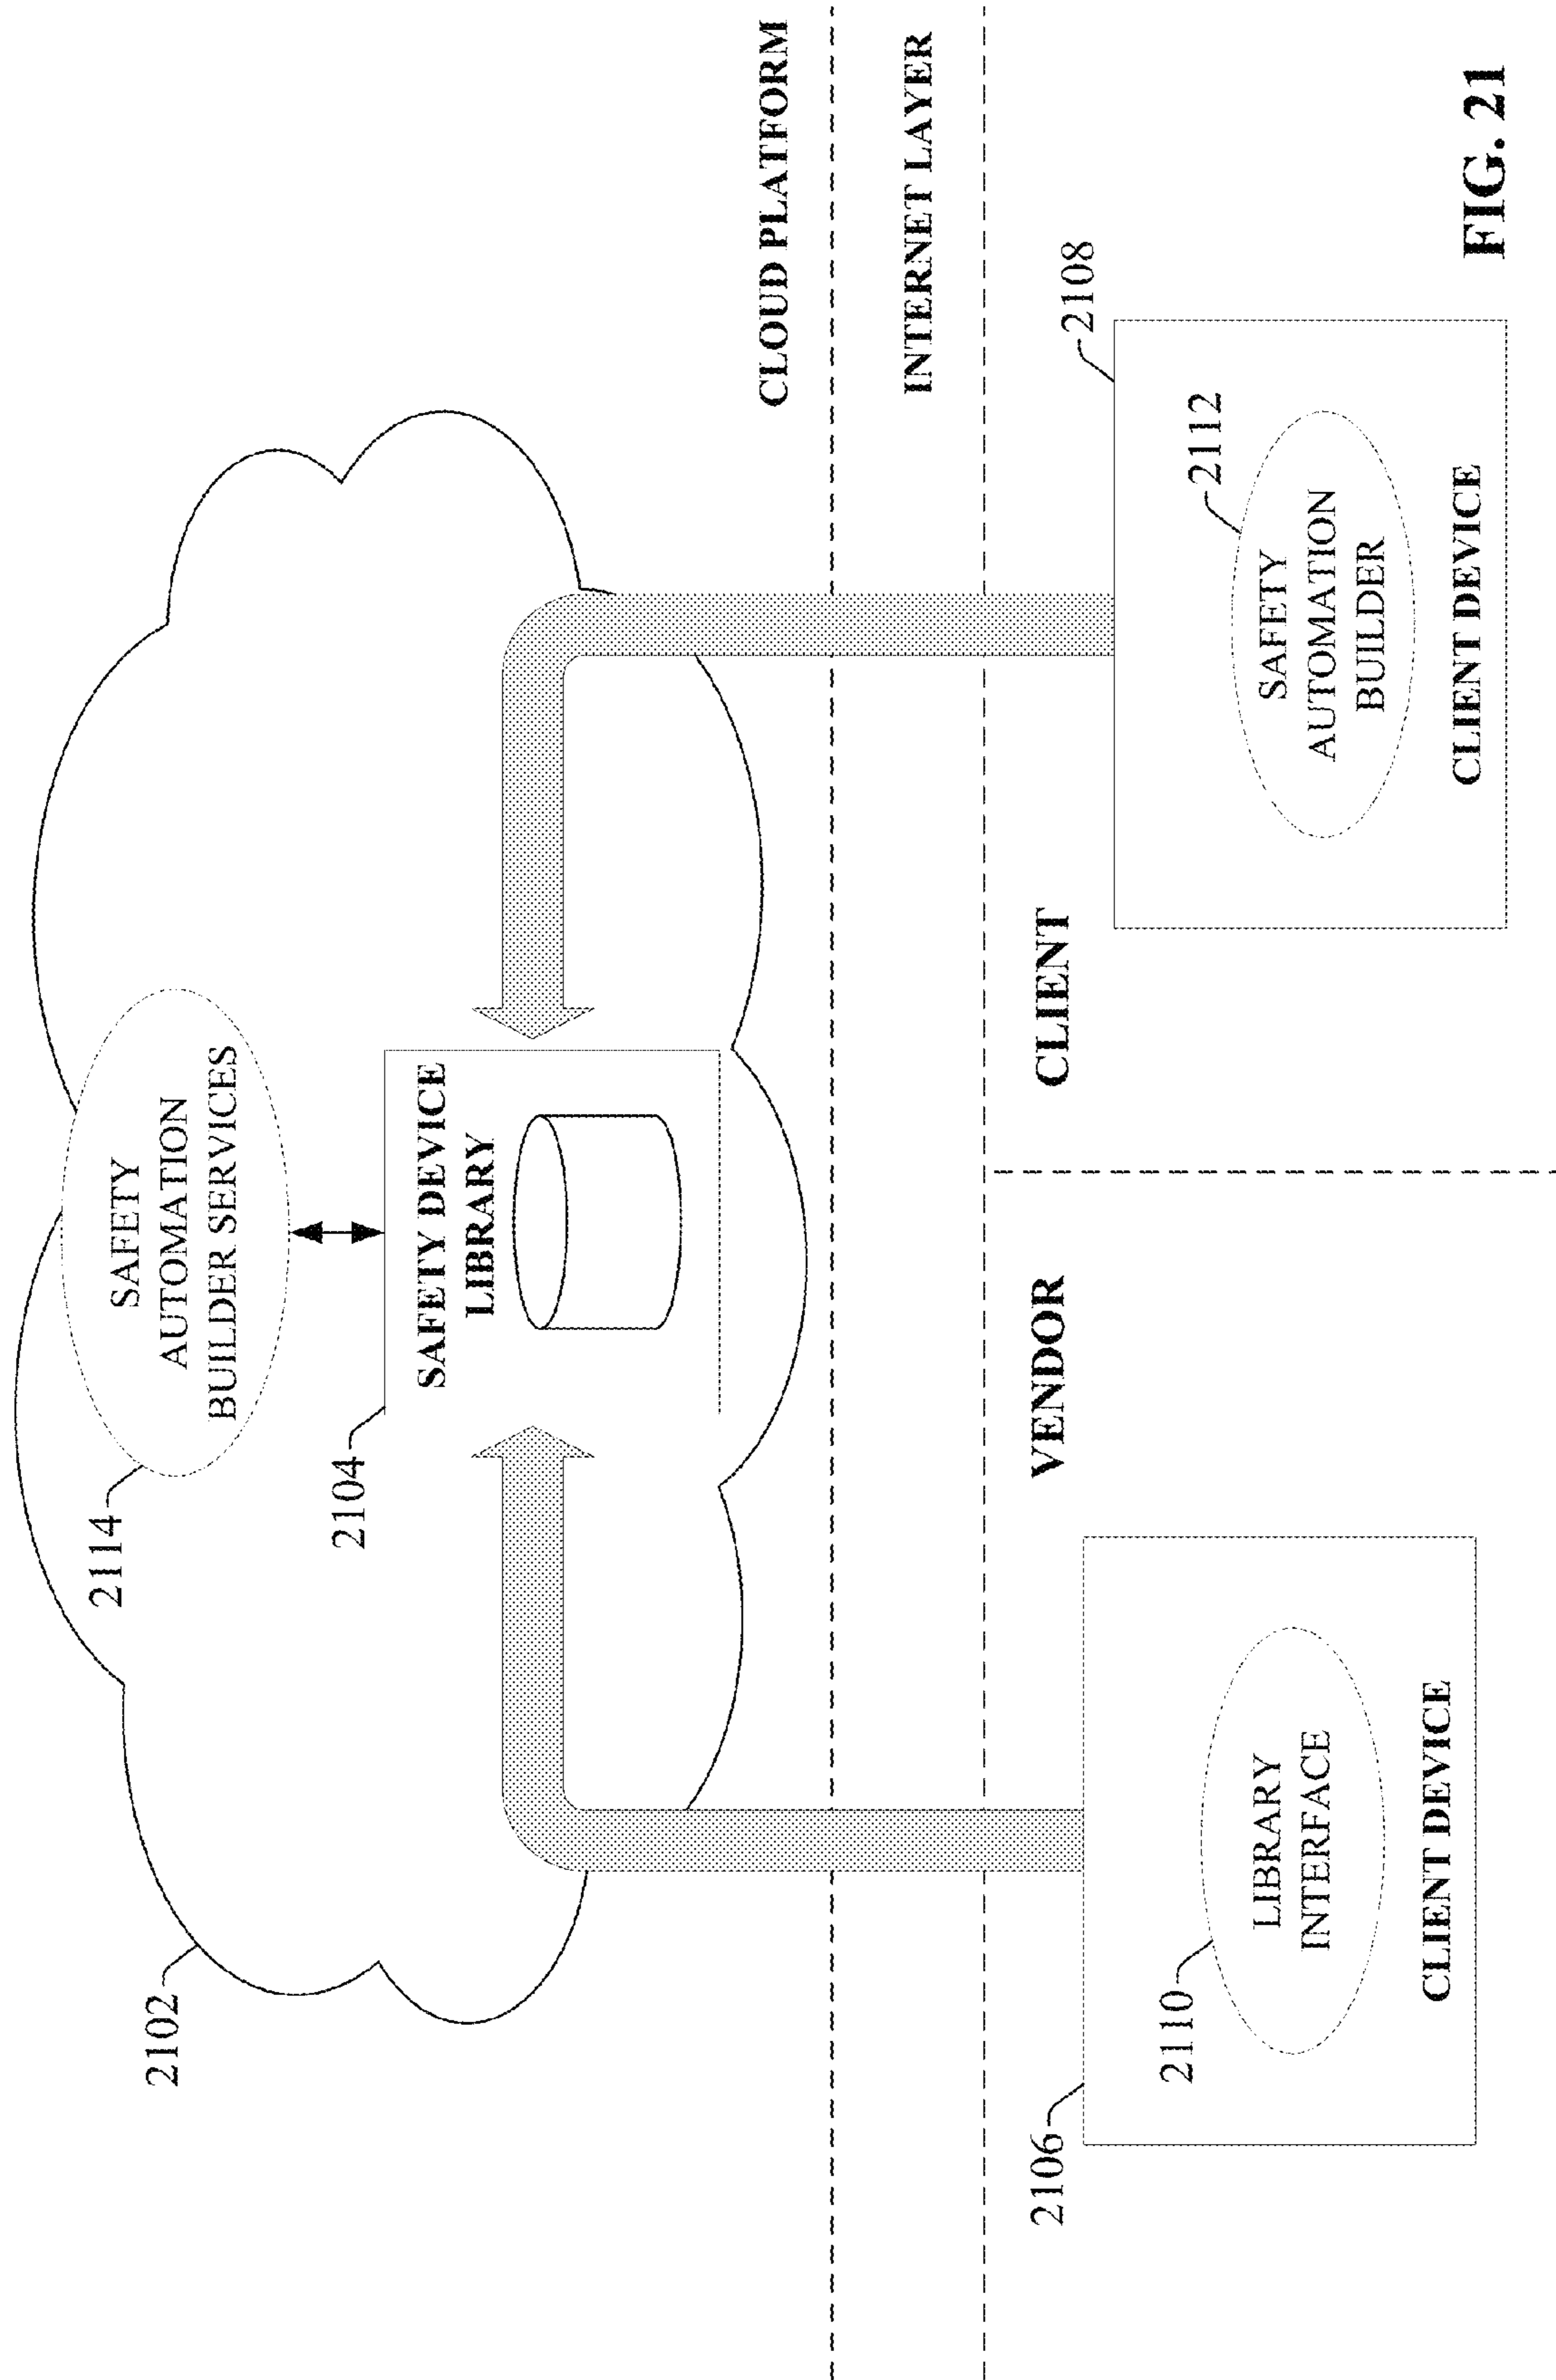 2102
2114
SAFETY
AUTOMATION
BUILDER SERVICES
2104
SAFETY DEVICE
LIBRARY
CLOUD PLATFORM
INTERNET LAYER
VENDOR
CLIENT
2106
2110
LIBRARY
INTERFACE
CLIENT DEVICE
2108
2112
SAFETY
AUTOMATION
BUILDER
CLIENT DEVICE
FIG. 21